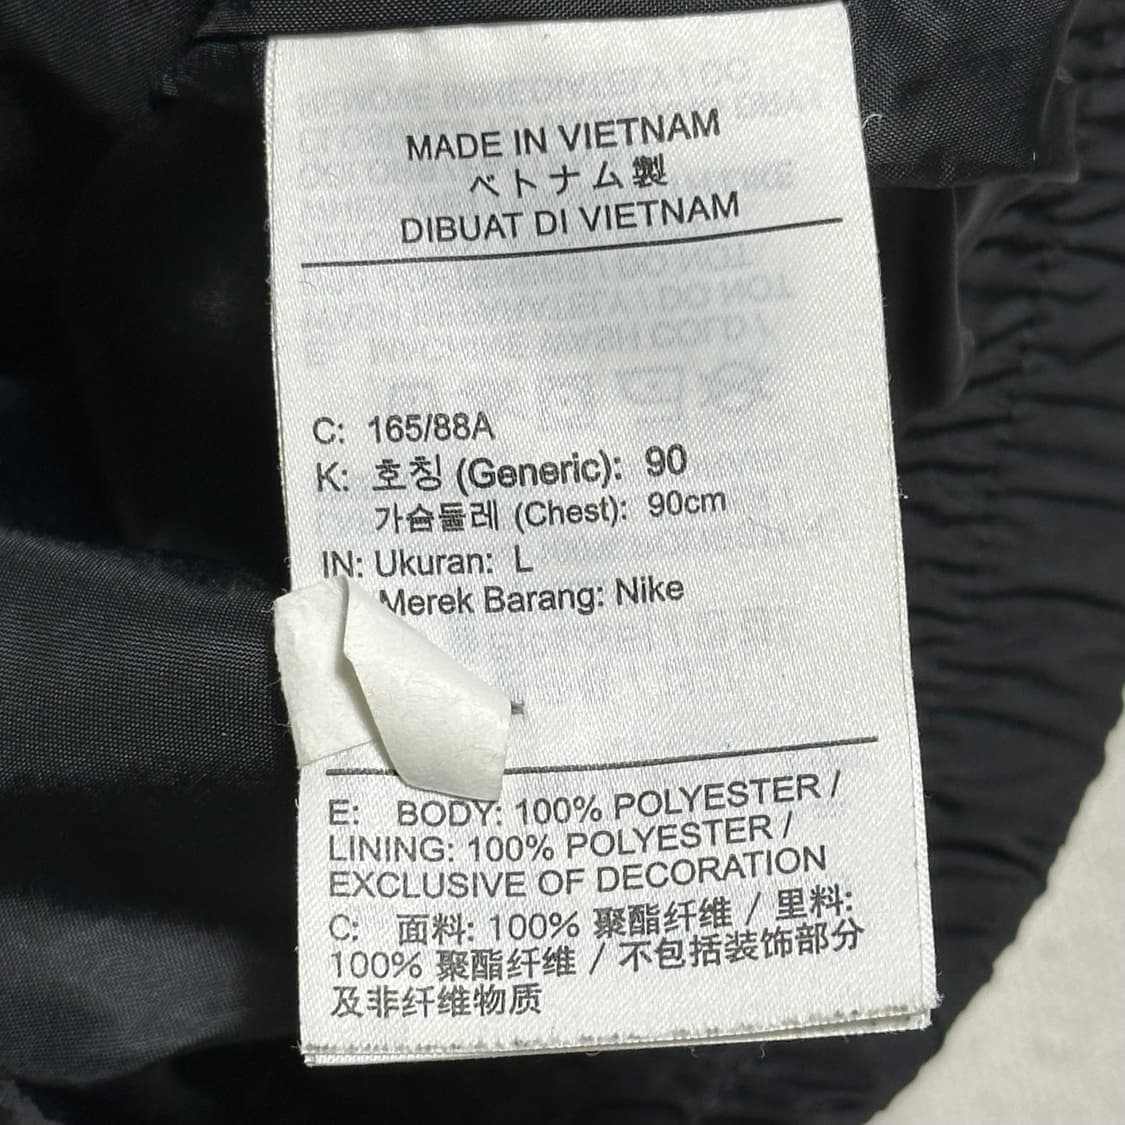 MADE IN VIETNAM
ベトナム製
DIBUAT DI VIETNAM
C: 165/88A
K: 호칭 (Generic): 90
가슴둘레 (Chest): 90cm
IN: Ukuran: L
Merek Barang: Nike
E: BODY: 100% POLYESTER /
LINING: 100% POLYESTER /
EXCLUSIVE OF DECORATION
C: 面料: 100% 聚酯纤维 / 里料:
100% 聚酯纤维 / 不包括装饰部分
及非纤维物质